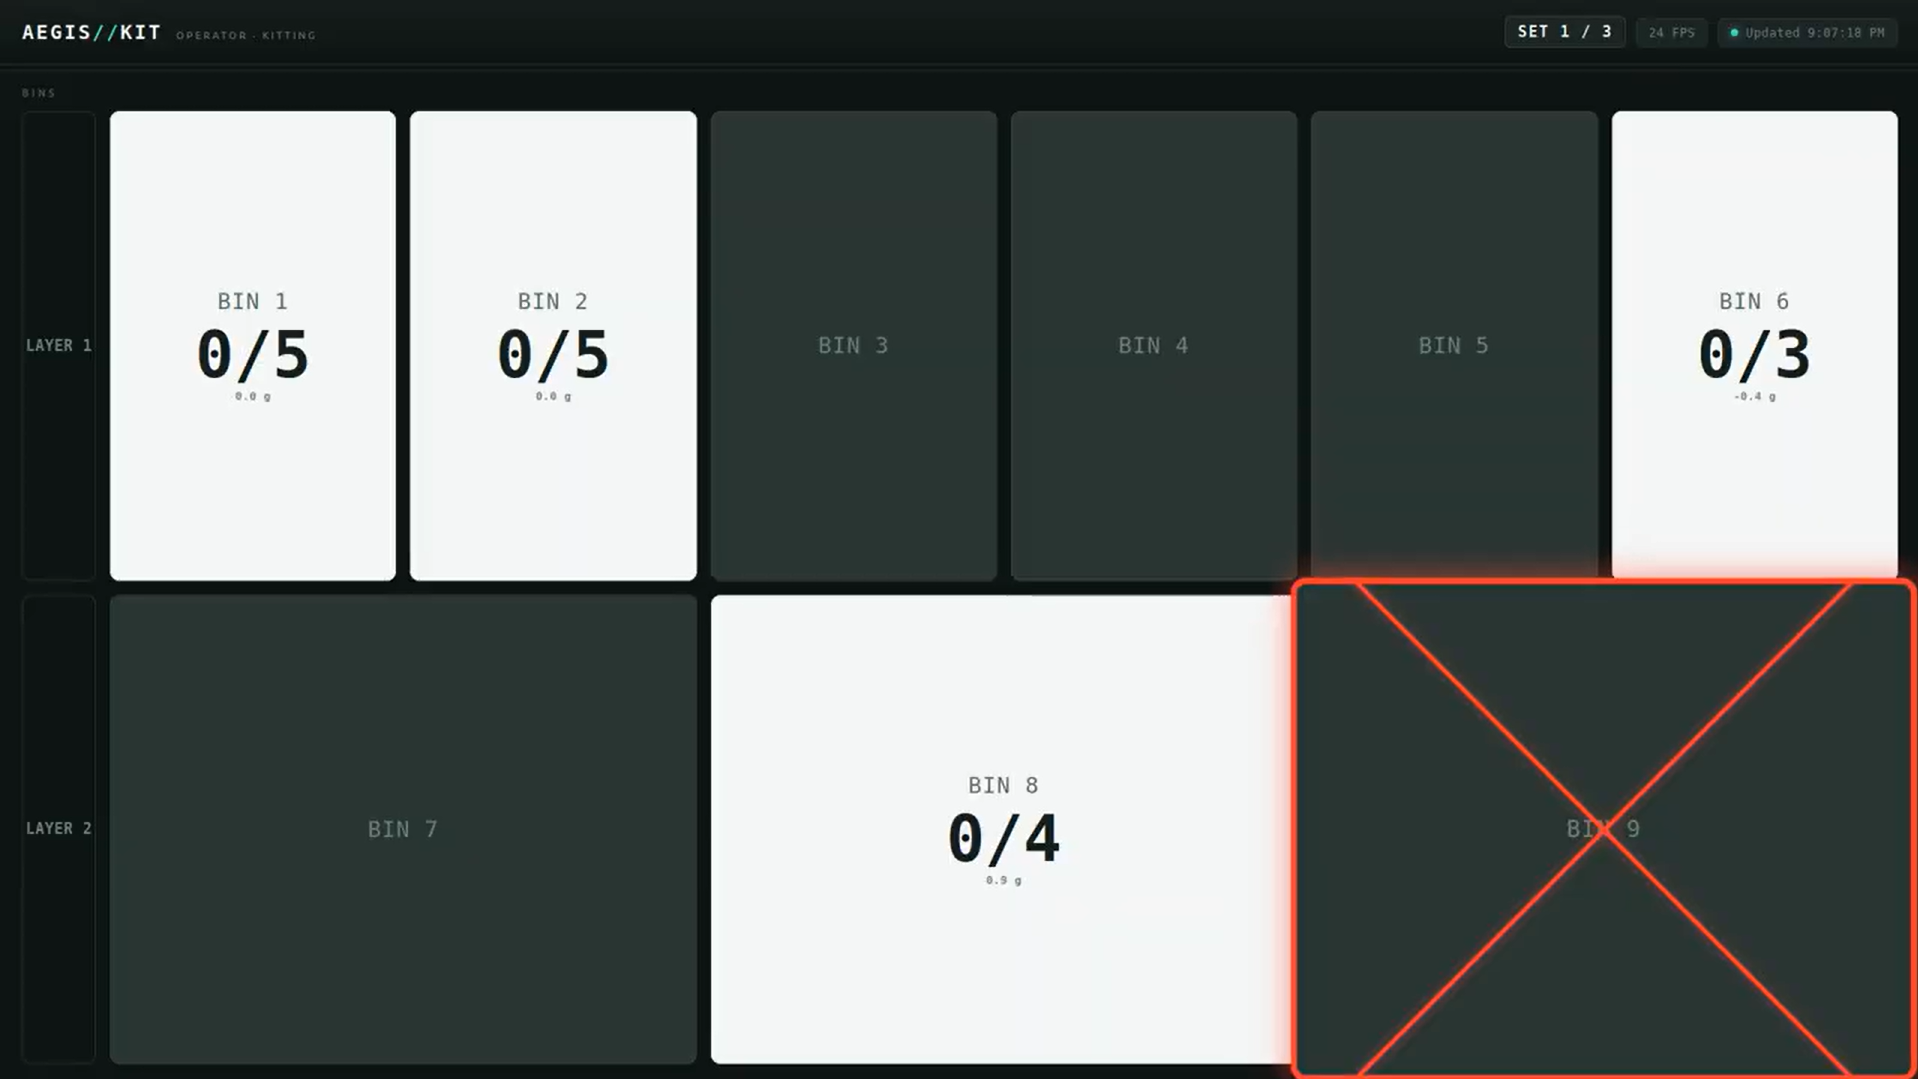 AEGIS//KIT OPERATOR · KITTING SET 1 / 3 24 FPS Updated 9:07:18 PM
BINS
LAYER 1
BIN 1
0/5
0.0 g
BIN 2
0/5
0.0 g
BIN 3
BIN 4
BIN 5
BIN 6
0/3
-0.4 g
LAYER 2
BIN 7
BIN 8
0/4
0.9 g
BIN 9